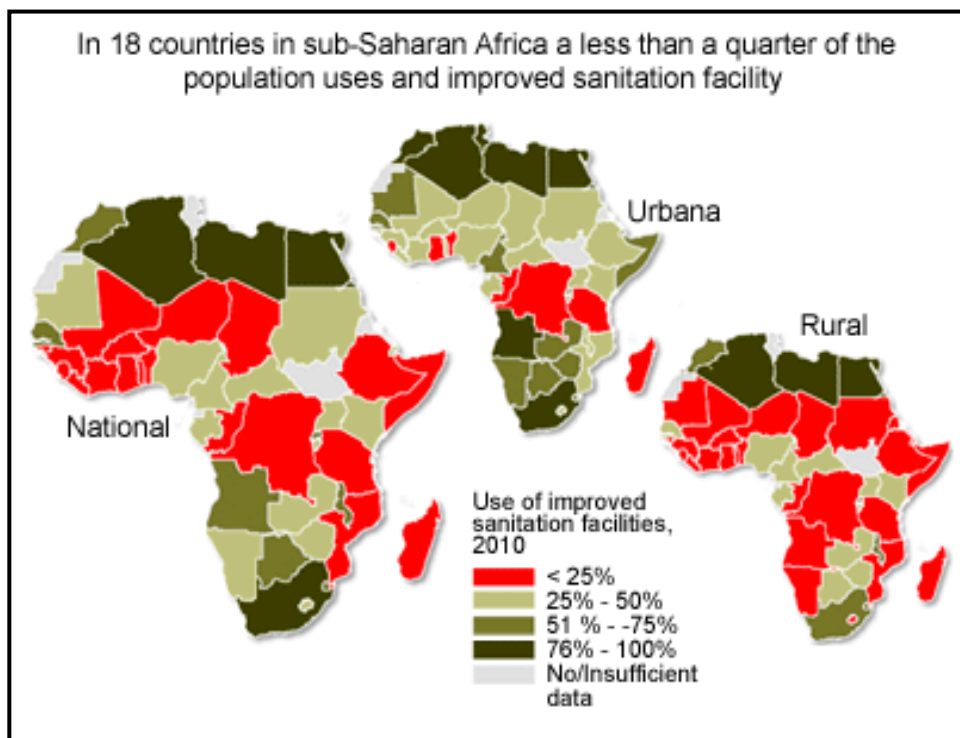 In 18 countries in sub-Saharan Africa a less than a quarter of the
population uses and improved sanitation facility
Urbana
Rural
National
Use of improved
sanitation facilities,
2010
< 25%
25% - 50%
51 % - -75%
76% - 100%
No/Insufficient
data